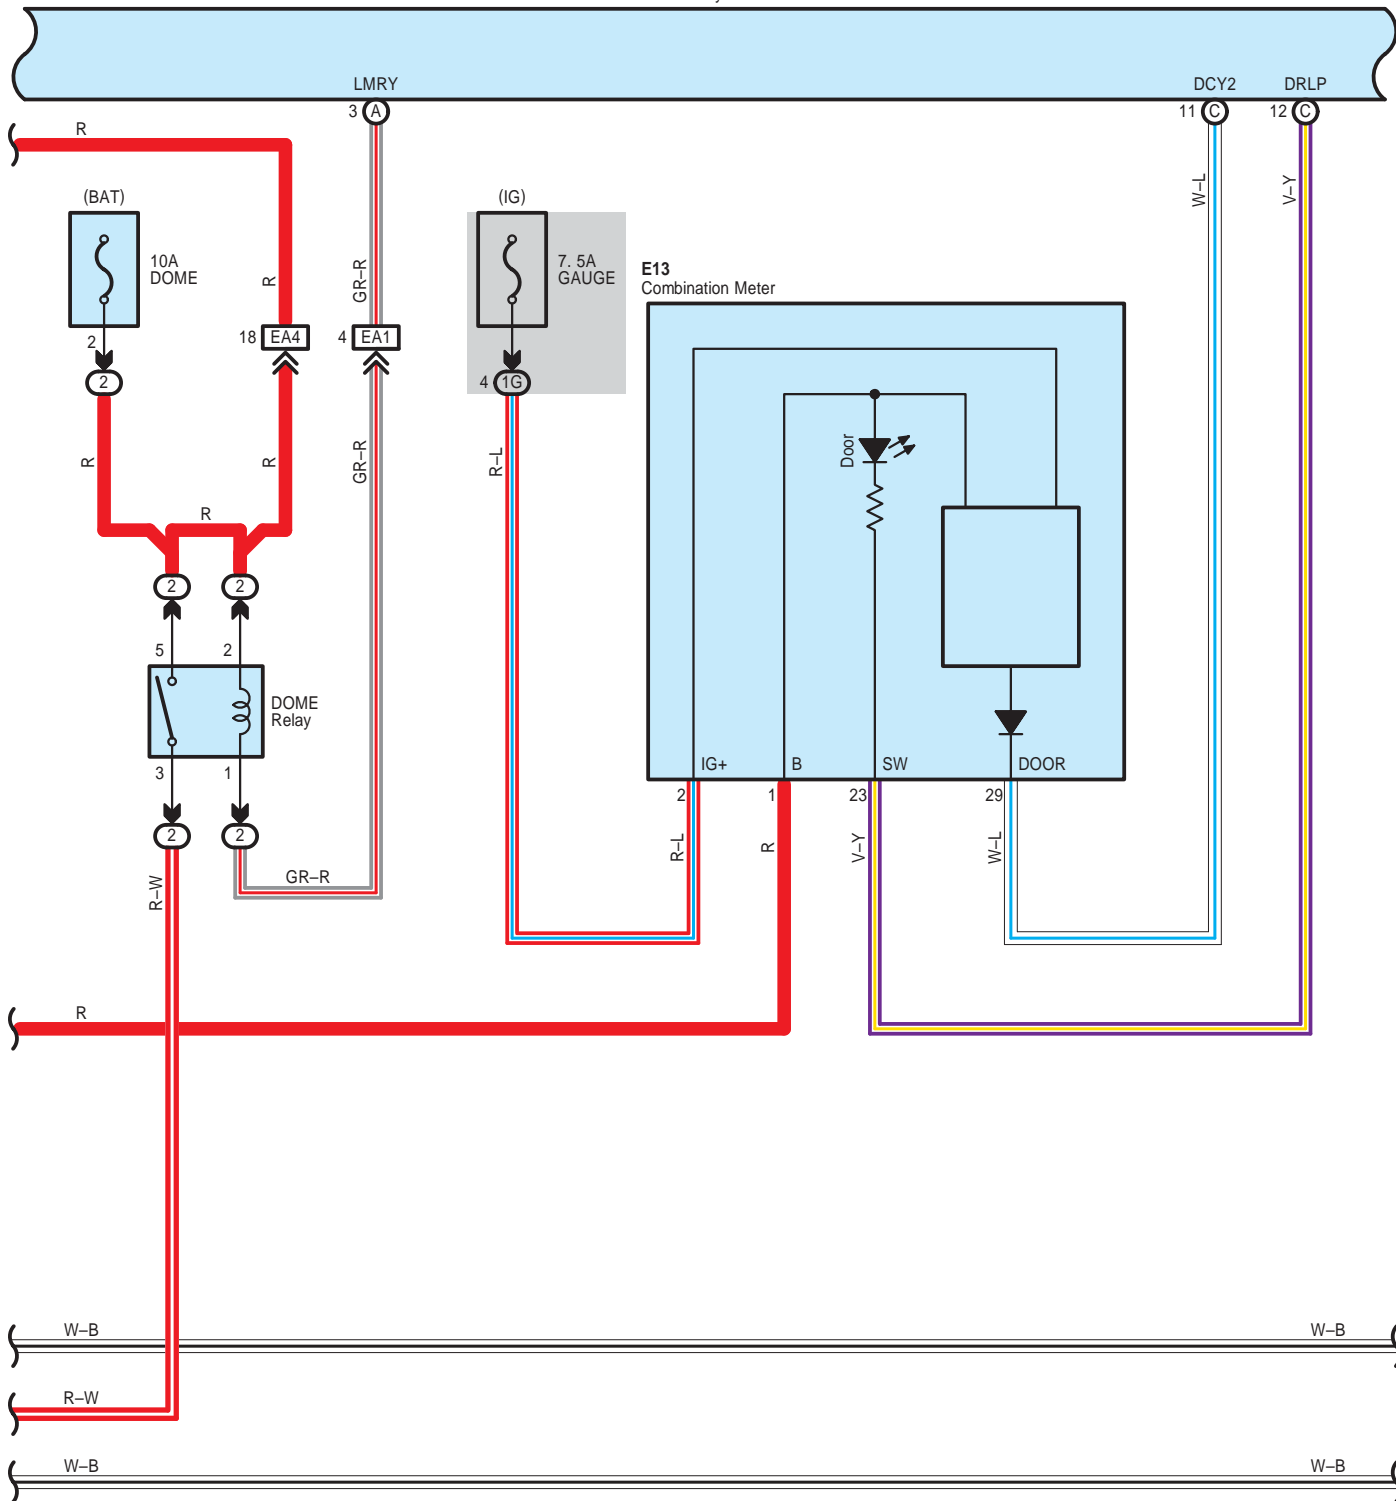 LMRY
DCY2
DRLP
3 A
11 C
12 C
R
W–L
V–Y
(BAT)
(IG)
10A
DOME
7. 5A
GAUGE
R
GR–R
E13
Combination Meter
2
18 EA4
4 EA1
2
4 1G
R
R
GR–R
R–L
Door
R
2
2
5
2
DOME
Relay
3
1
IG+
B
SW
DOOR
2
1
23
29
2
2
R–L
R
V–Y
W–L
R–W
GR–R
R
W–B
W–B
R–W
W–B
W–B